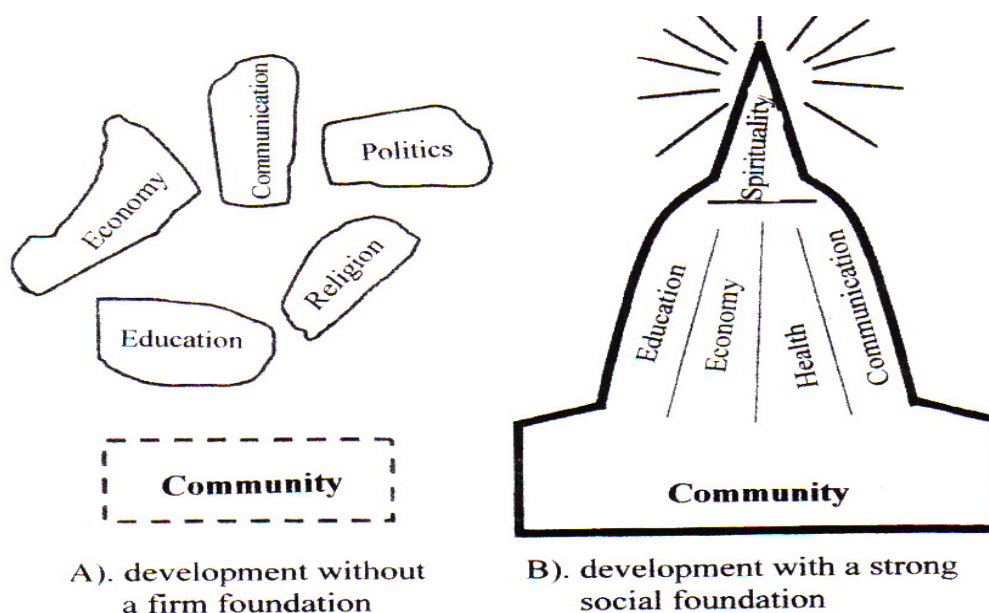 Economy
Communication
Politics
Religion
Education
Community
A). development without
a firm foundation
Spirituality
Education
Economy
Health
Communication
Community
B). development with a strong
social foundation